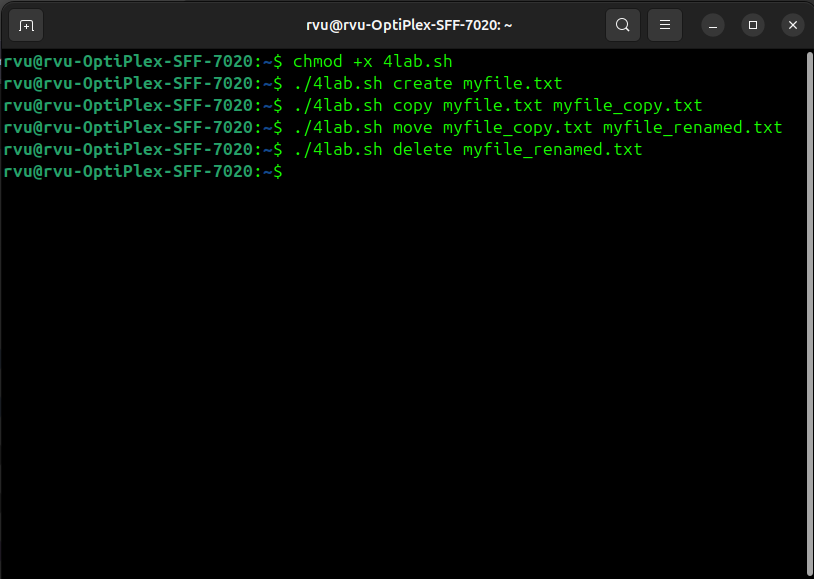 rvu@rvu-OptiPlex-SFF-7020: ~
rvu@rvu-OptiPlex-SFF-7020:~$ chmod +x 4lab.sh
rvu@rvu-OptiPlex-SFF-7020:~$ ./4lab.sh create myfile.txt
rvu@rvu-OptiPlex-SFF-7020:~$ ./4lab.sh copy myfile.txt myfile_copy.txt
rvu@rvu-OptiPlex-SFF-7020:~$ ./4lab.sh move myfile_copy.txt myfile_renamed.txt
rvu@rvu-OptiPlex-SFF-7020:~$ ./4lab.sh delete myfile_renamed.txt
rvu@rvu-OptiPlex-SFF-7020:~$